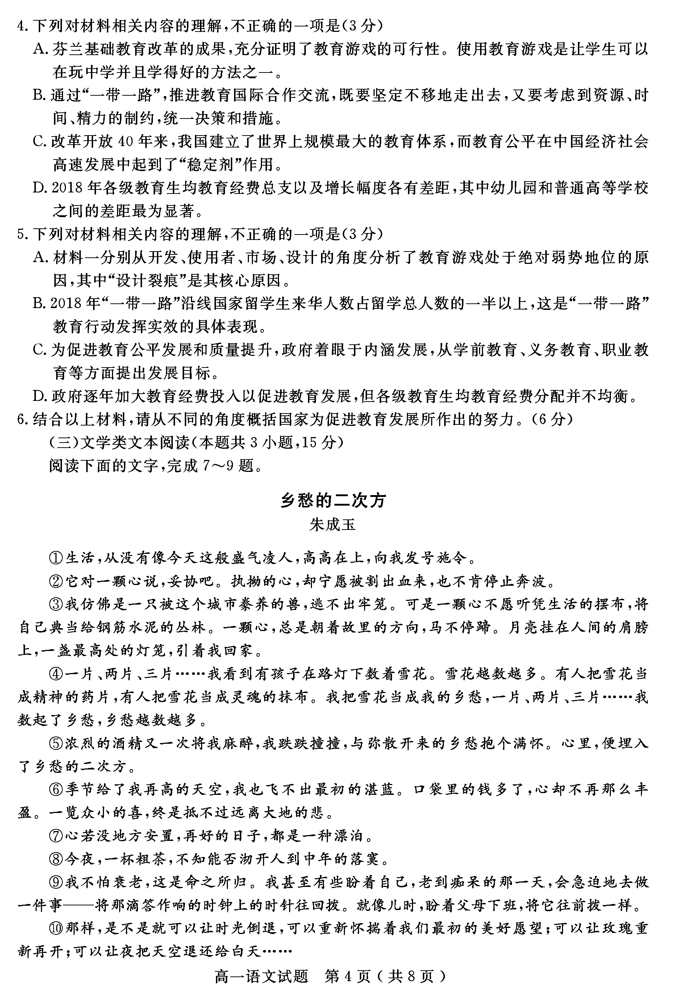 4. 下列对材料相关内容的理解,不正确的一项是(3 分)
A. 芬兰基础教育改革的成果,充分证明了教育游戏的可行性。使用教育游戏是让学生可以
在玩中学并且学得好的方法之一。
B. 通过“一带一路”,推进教育国际合作交流,既要坚定不移地走出去,又要考虑到资源、时
间、精力的制约,统一决策和措施。
C. 改革开放 40 年来,我国建立了世界上规模最大的教育体系,而教育公平在中国经济社会
高速发展中起到了“稳定剂”作用。
D. 2018 年各级教育生均教育经费总支以及增长幅度各有差距,其中幼儿园和普通高等学校
之间的差距最为显著。
5. 下列对材料相关内容的理解,不正确的一项是(3 分)
A. 材料一分别从开发、使用者、市场、设计的角度分析了教育游戏处于绝对弱势地位的原
因,其中“设计裂痕”是其核心原因。
B. 2018 年“一带一路”沿线国家留学生来华人数占留学总人数的一半以上,这是“一带一路”
教育行动发挥实效的具体表现。
C. 为促进教育公平发展和质量提升,政府着眼于内涵发展,从学前教育、义务教育、职业教
育等方面提出发展目标。
D. 政府逐年加大教育经费投入以促进教育发展,但各级教育生均教育经费分配并不均衡。
6. 结合以上材料,请从不同的角度概括国家为促进教育发展所作出的努力。(6 分)
(三)文学类文本阅读(本题共 3 小题,15 分)
阅读下面的文字,完成 7～9 题。
乡愁的二次方
朱成玉
①生活,从没有像今天这般盛气凌人,高高在上,向我发号施令。
②它对一颗心说,妥协吧。执拗的心,却宁愿被割出血来,也不肯停止奔波。
③我仿佛是一只被这个城市豢养的兽,逃不出牢笼。可是一颗心不愿听凭生活的摆布,将
自己典当给钢筋水泥的丛林。一颗心,总是朝着故里的方向,马不停蹄。月亮挂在人间的肩膀
上,一盏最高处的灯笼,引着我回家。
④一片、两片、三片……我看到有孩子在路灯下数着雪花。雪花越数越多。有人把雪花当
成精神的药片,有人把雪花当成灵魂的抹布。我把雪花当成我的乡愁,一片、两片、三片……我
数起了乡愁,乡愁越数越多。
⑤浓烈的酒精又一次将我麻醉,我跌跌撞撞,与弥散开来的乡愁抱个满怀。心里,便埋入
了乡愁的二次方。
⑥季节给了我再高的天空,我也飞不出最初的湛蓝。口袋里的钱多了,心却不再那么丰
盈。一览众小的喜,终是抵不过远离大地的悲。
⑦心若没地方安置,再好的日子,都是一种漂泊。
⑧今夜,一杯粗茶,不知能否沏开人到中年的落寞。
⑨我不怕衰老,这是命之所归。我甚至有些盼着自己,老到痴呆的那一天,会急迫地去做
一件事——将那滴答作响的时钟上的时针往回拨。就像儿时,盼着父母下班,将它往前拨一样。
⑩那样,是不是就可以让时光倒退,可以重新怀揣着我们最初的美好愿望;可以让玫瑰重
新再开;可以让夜把天空退还给白天……
高一语文试题 第 4 页 ( 共 8 页 )